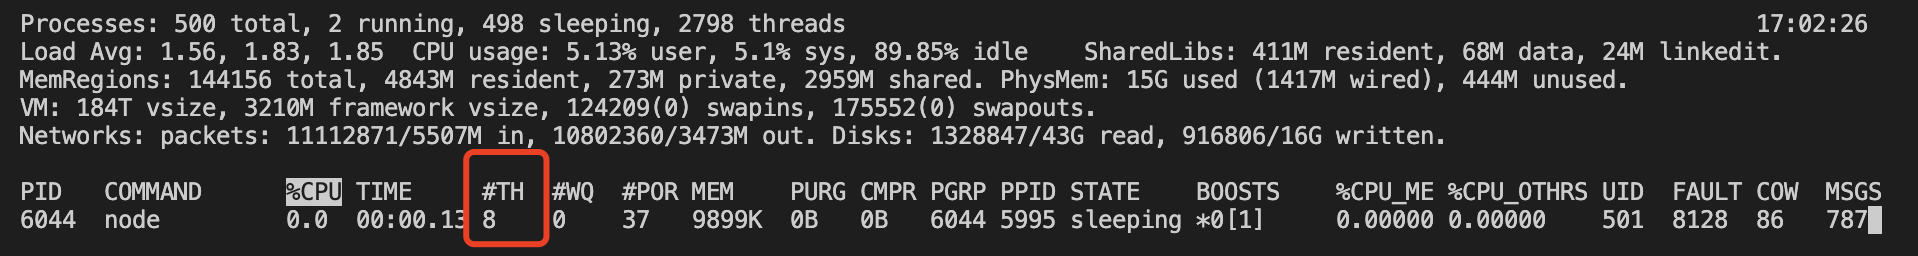 Processes: 500 total, 2 running, 498 sleeping, 2798 threads 17:02:26
Load Avg: 1.56, 1.83, 1.85 CPU usage: 5.13% user, 5.1% sys, 89.85% idle SharedLibs: 411M resident, 68M data, 24M linkedit.
MemRegions: 144156 total, 4843M resident, 273M private, 2959M shared. PhysMem: 15G used (1417M wired), 444M unused.
VM: 184T vsize, 3210M framework vsize, 124209(0) swapins, 175552(0) swapouts.
Networks: packets: 11112871/5507M in, 10802360/3473M out. Disks: 1328847/43G read, 916806/16G written.
PID COMMAND %CPU TIME #TH #WQ #POR MEM PURG CMPR PGRP PPID STATE BOOSTS %CPU_ME %CPU_OTHRS UID FAULT COW MSGS
6044 node 0.0 00:00.13 8 0 37 9899K 0B 0B 6044 5995 sleeping *0[1] 0.00000 0.00000 501 8128 86 787